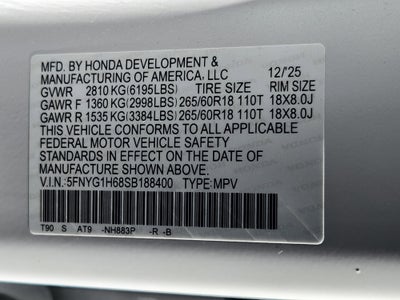 MFD. BY HONDA DEVELOPMENT &
MANUFACTURING OF AMERICA, LLC 12/'25
GVWR 2810 KG(6195LBS) TIRE SIZE RIM SIZE
GAWR F 1360 KG(2998LBS) 265/60R18 110T 18X8.0J
GAWR R 1535 KG(3384LBS) 265/60R18 110T 18X8.0J
THIS VEHICLE CONFORMS TO ALL APPLICABLE
FEDERAL MOTOR VEHICLE SAFETY
STANDARDS IN EFFECT ON THE DATE OF
MANUFACTURE SHOWN ABOVE.
V.I.N.: 5FNYG1H68SB188400 TYPE: MPV
T90 S AT9 -NH883P -R -B